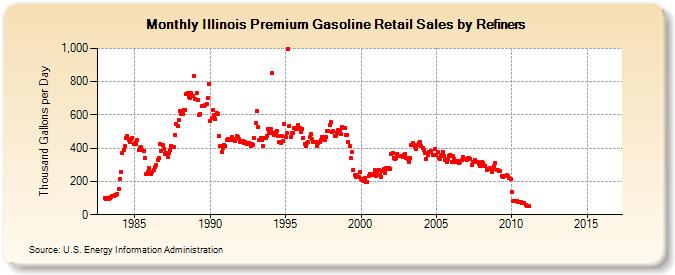 Monthly Illinois Premium Gasoline Retail Sales by Refiners
Thousand Gallons per Day
1,000
800
600
400
200
0
1985 1990 1995 2000 2005 2010 2015
Source: U.S. Energy Information Administration